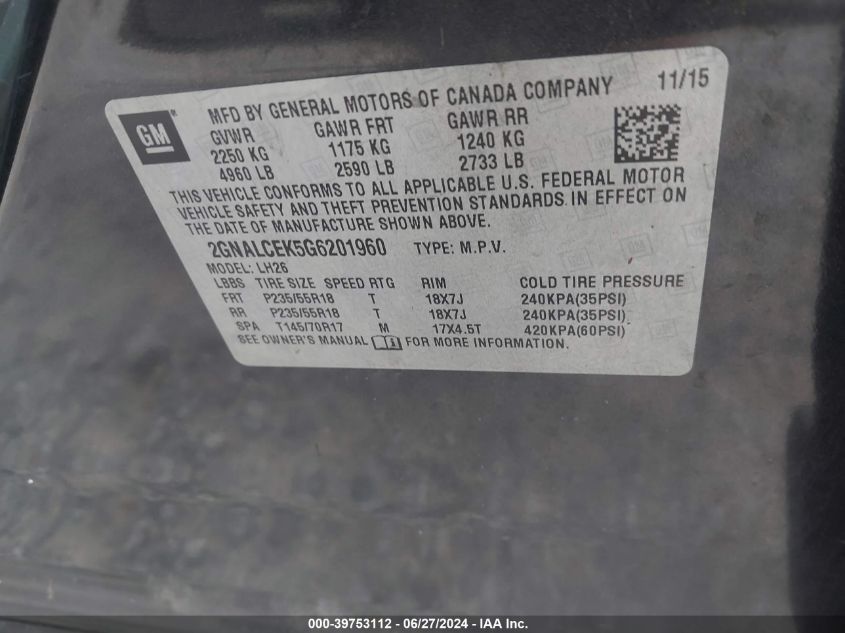 MFD BY GENERAL MOTORS OF CANADA COMPANY 11/15
GM®
GVWR GAWR FRT GAWR RR
2250 KG 1175 KG 1240 KG
4960 LB 2590 LB 2733 LB
THIS VEHICLE CONFORMS TO ALL APPLICABLE U.S. FEDERAL MOTOR
VEHICLE SAFETY AND THEFT PREVENTION STANDARDS IN EFFECT ON
THE DATE OF MANUFACTURE SHOWN ABOVE.
2GNALCEK5G6201960 TYPE: M.P.V.
MODEL: LH26
LBBS TIRE SIZE SPEED RTG RIM COLD TIRE PRESSURE
FRT P235/55R18 T 18X7J 240KPA(35PSI)
RR P235/55R18 T 18X7J 240KPA(35PSI)
SPA T145/70R17 M 17X4.5T 420KPA(60PSI)
SEE OWNER'S MANUAL FOR MORE INFORMATION.
000-39753112 - 06/27/2024 - IAA Inc.